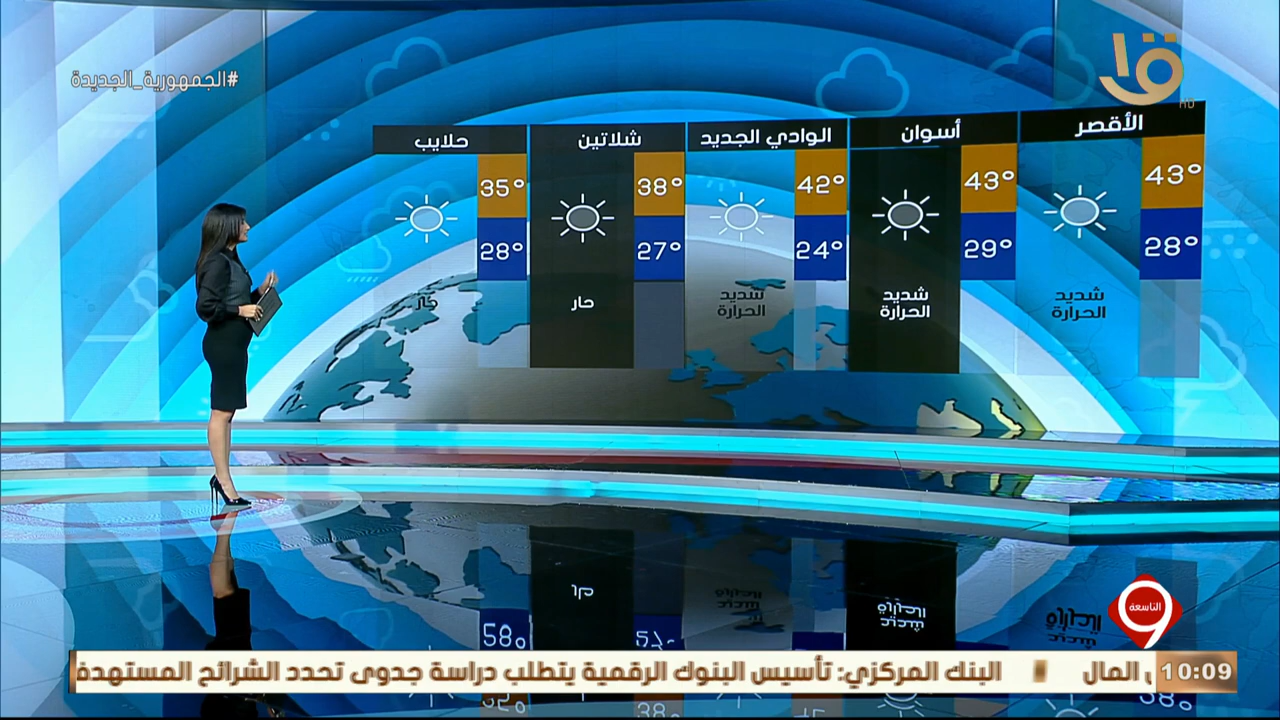 #الجمهورية_الجديدة
الأقصر
43°
28°
شديد
الحرارة
أسوان
43°
29°
شديد
الحرارة
الوادي الجديد
42°
24°
شديد
الحرارة
شلاتين
38°
27°
حار
حلايب
35°
28°
حار
التاسعة
9
10:09
المال
البنك المركزي: تأسيس البنوك الرقمية يتطلب دراسة جدوى تحدد الشرائح المستهدة